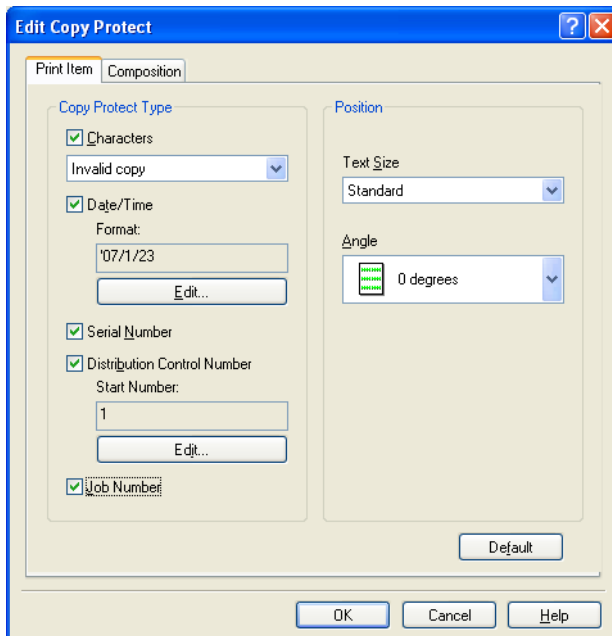 Edit Copy Protect
Print Item
Composition
Copy Protect Type
Characters
Invalid copy
Date/Time
Format:
'07/1/23
Edit...
Serial Number
Distribution Control Number
Start Number:
1
Edit...
Job Number
Position
Text Size
Standard
Angle
0 degrees
Default
OK
Cancel
Help